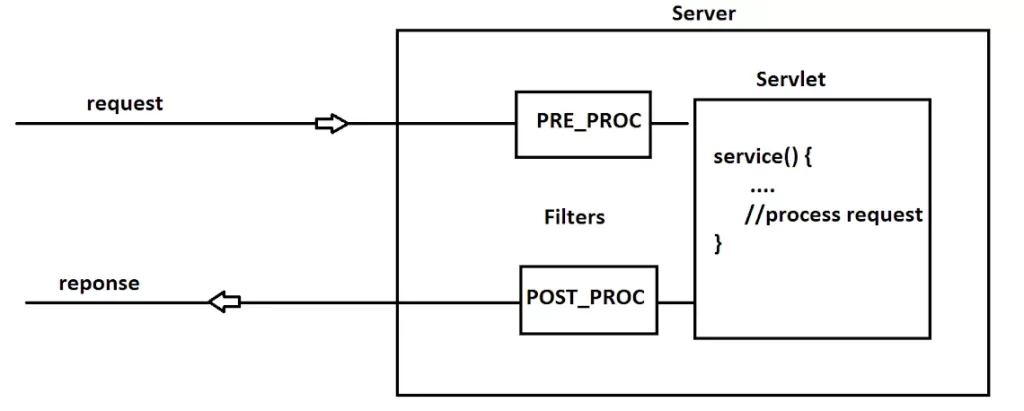 Server
Servlet
request
PRE_PROC
service() {
....
//process request
}
Filters
reponse
POST_PROC